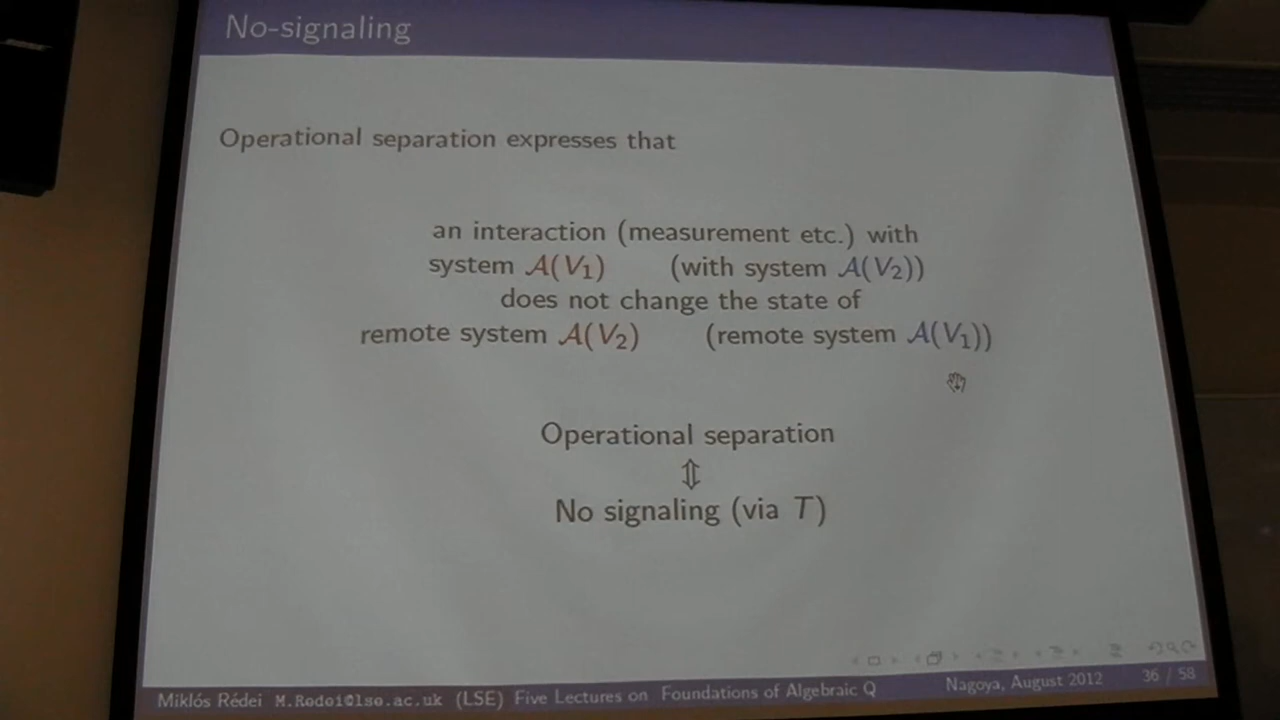 No-signaling
Operational separation expresses that
an interaction (measurement etc.) with
system A(V₁) (with system A(V₂))
does not change the state of
remote system A(V₂) (remote system A(V₁))
Operational separation
⇕
No signaling (via T)
Miklós Rédei M.Redei@lse.ac.uk (LSE) Five Lectures on Foundations of Algebraic Q Nagoya, August 2012 36 / 58